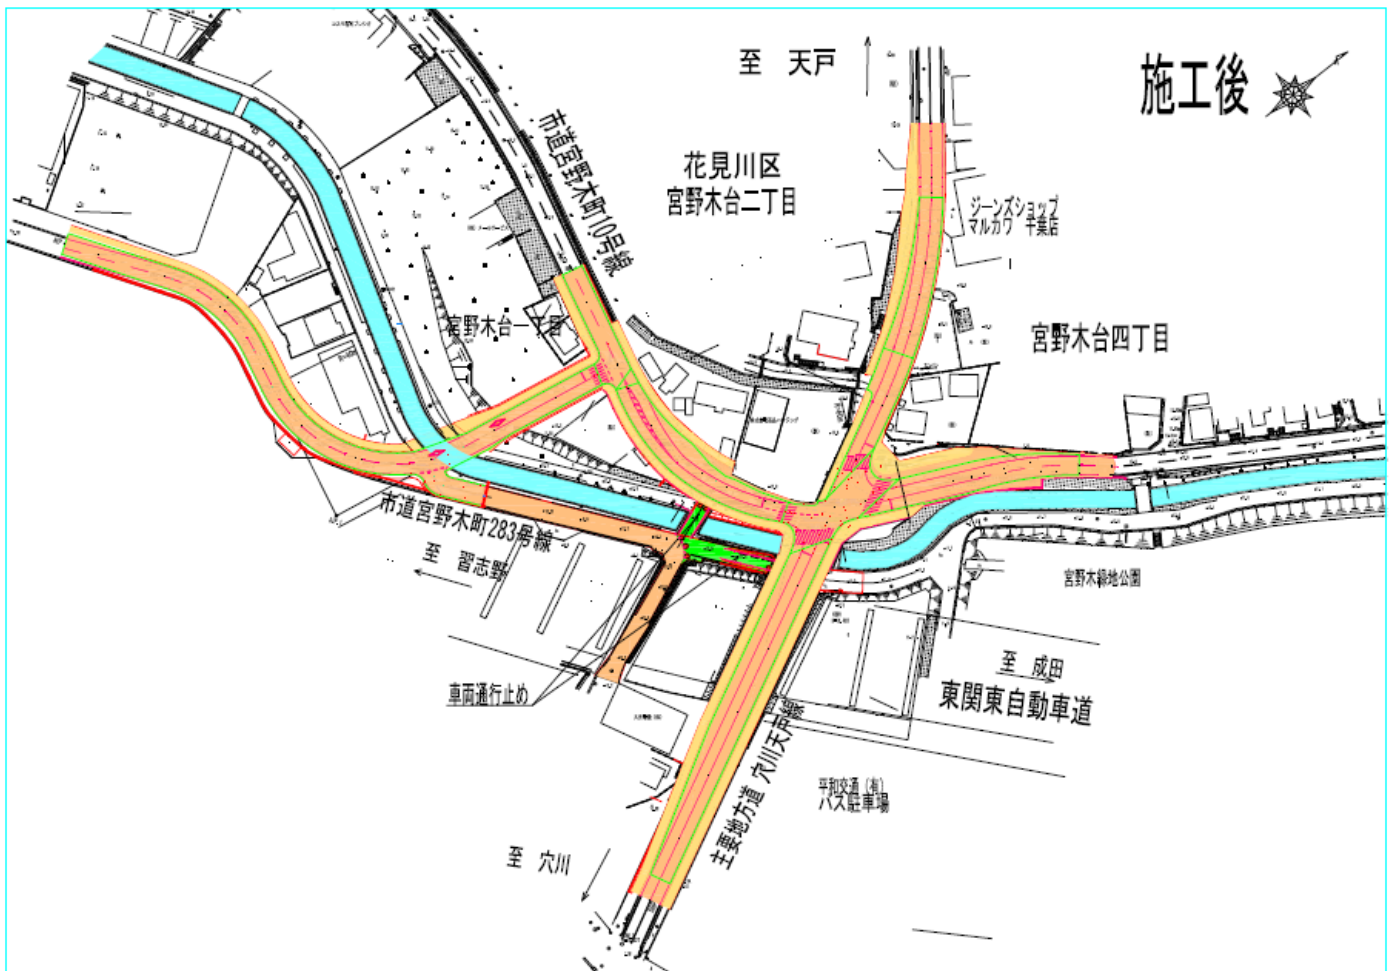 至 天戸
施工後
市道宮野木町10号線
花見川区
宮野木台二丁目
ジーンズショップ
マルカワ 千葉店
宮野木台一丁目
宮野木台四丁目
市道宮野木町283号線
至 習志野
宮野木緑地公園
至 成田
東関東自動車道
車両通行止め
主要地方道 穴川天戸線
平和交通(有)
バス駐車場
至 穴川